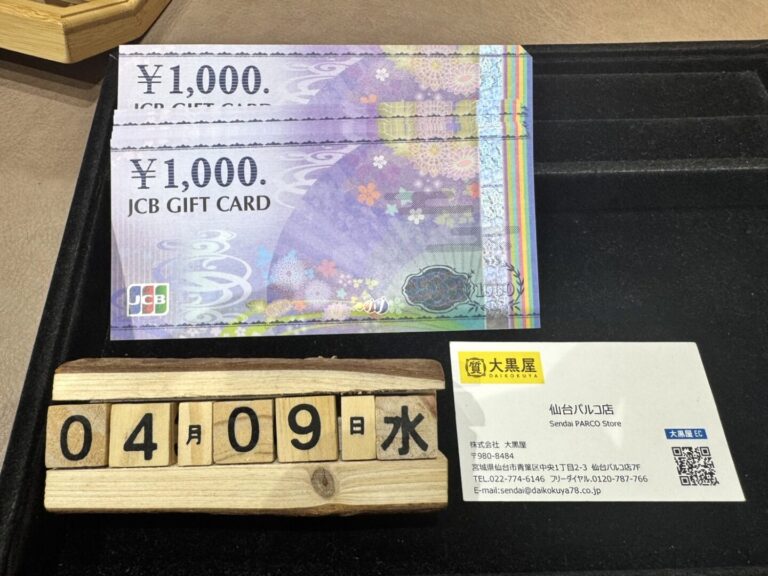 ¥1,000.
JCB GIFT CARD
¥1,000.
JCB GIFT CARD
JCB
1000
04月09日水
質 大黒屋
DAIKOKUYA
仙台パルコ店
Sendai PARCO Store
大黒屋 EC
株式会社 大黒屋
〒980-8484
宮城県仙台市青葉区中央1丁目2-3 仙台パルコ店7F
TEL.022-774-6146 フリーダイヤル.0120-787-766
E-mail:sendai@daikokuya78.co.jp